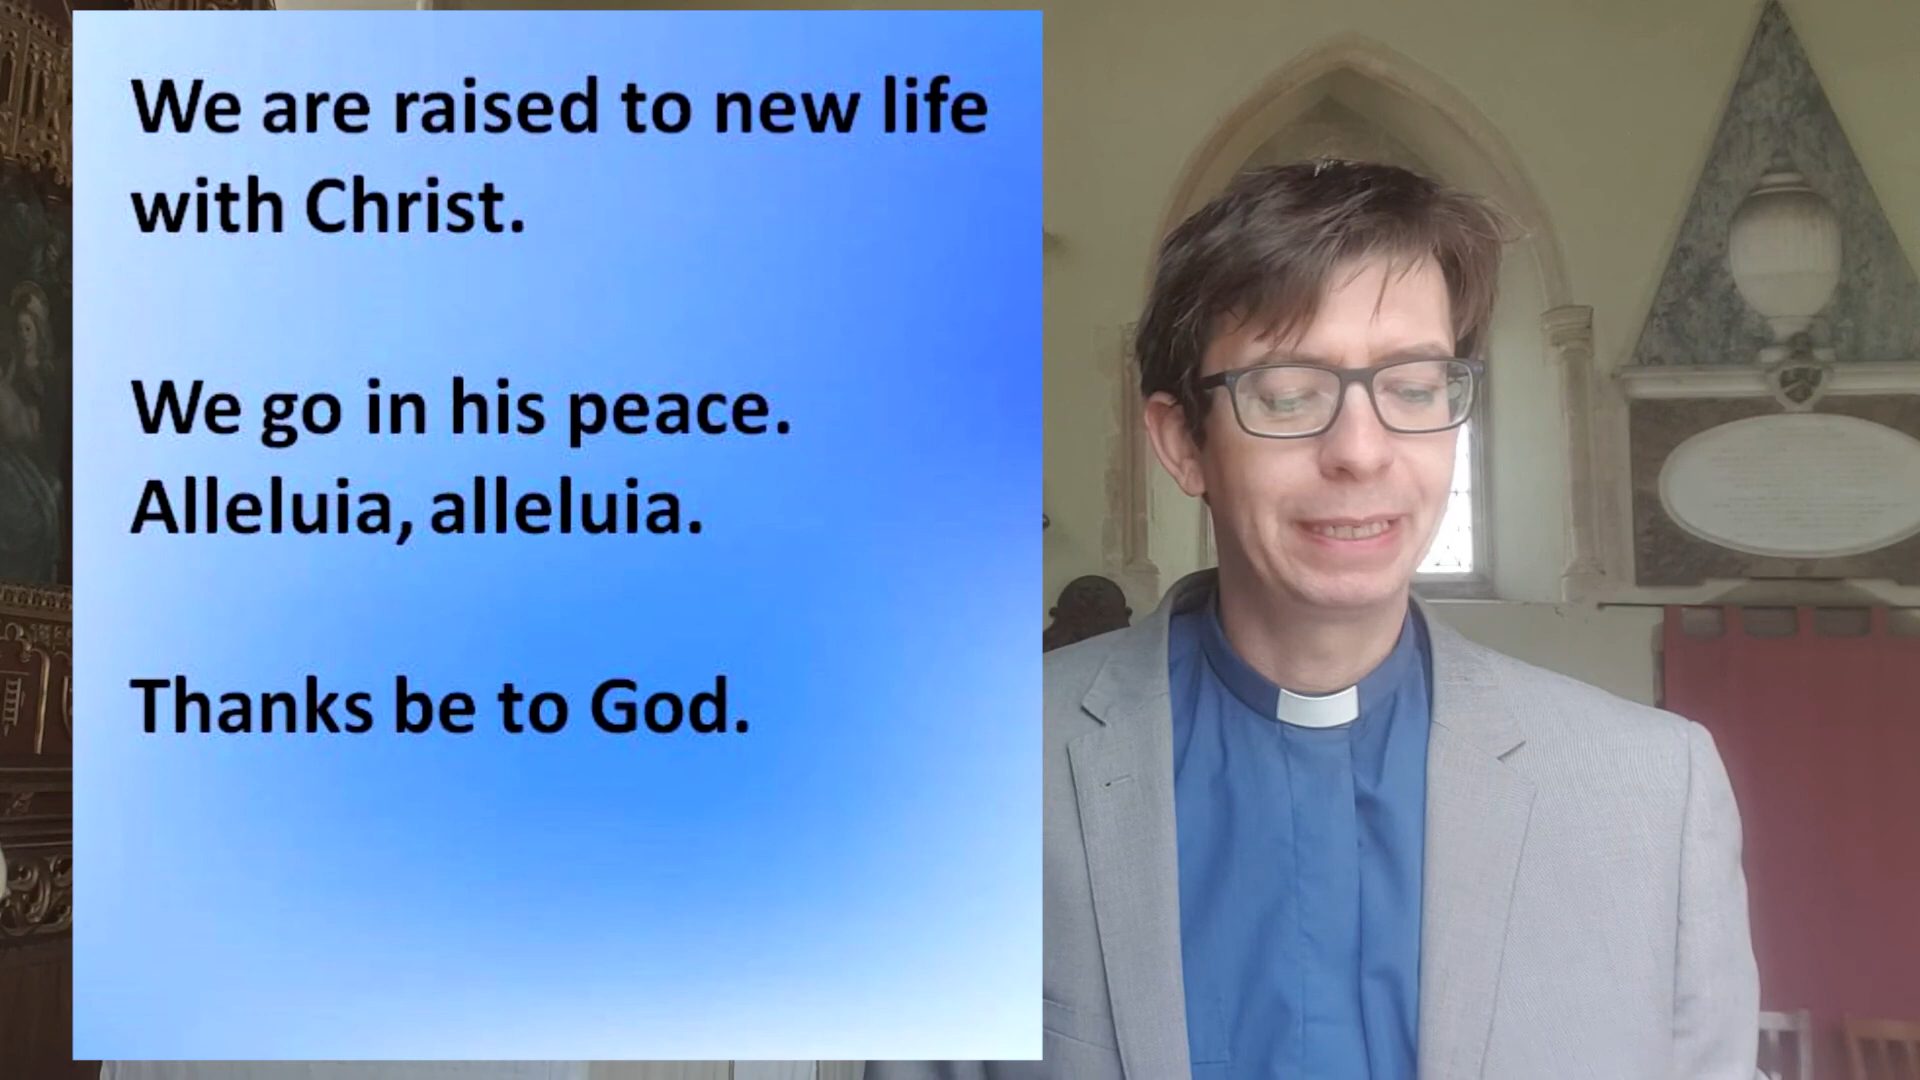 We are raised to new life
with Christ.
We go in his peace.
Alleluia, alleluia.
Thanks be to God.